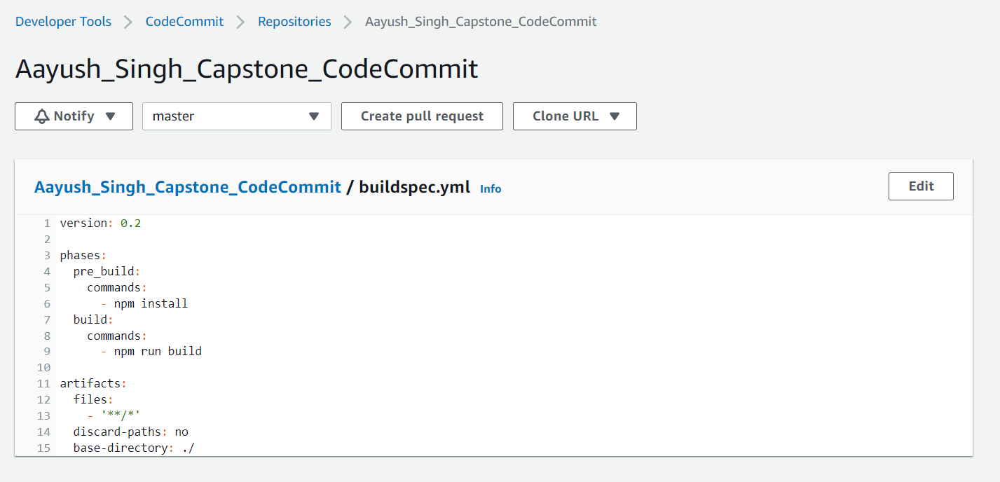 Developer Tools > CodeCommit > Repositories > Aayush_Singh_Capstone_CodeCommit
Aayush_Singh_Capstone_CodeCommit
Notify master Create pull request Clone URL
Aayush_Singh_Capstone_CodeCommit / buildspec.yml Info Edit
1 version: 0.2
2
3 phases:
4   pre_build:
5     commands:
6       - npm install
7   build:
8     commands:
9       - npm run build
10
11 artifacts:
12   files:
13     - '**/*'
14   discard-paths: no
15   base-directory: ./